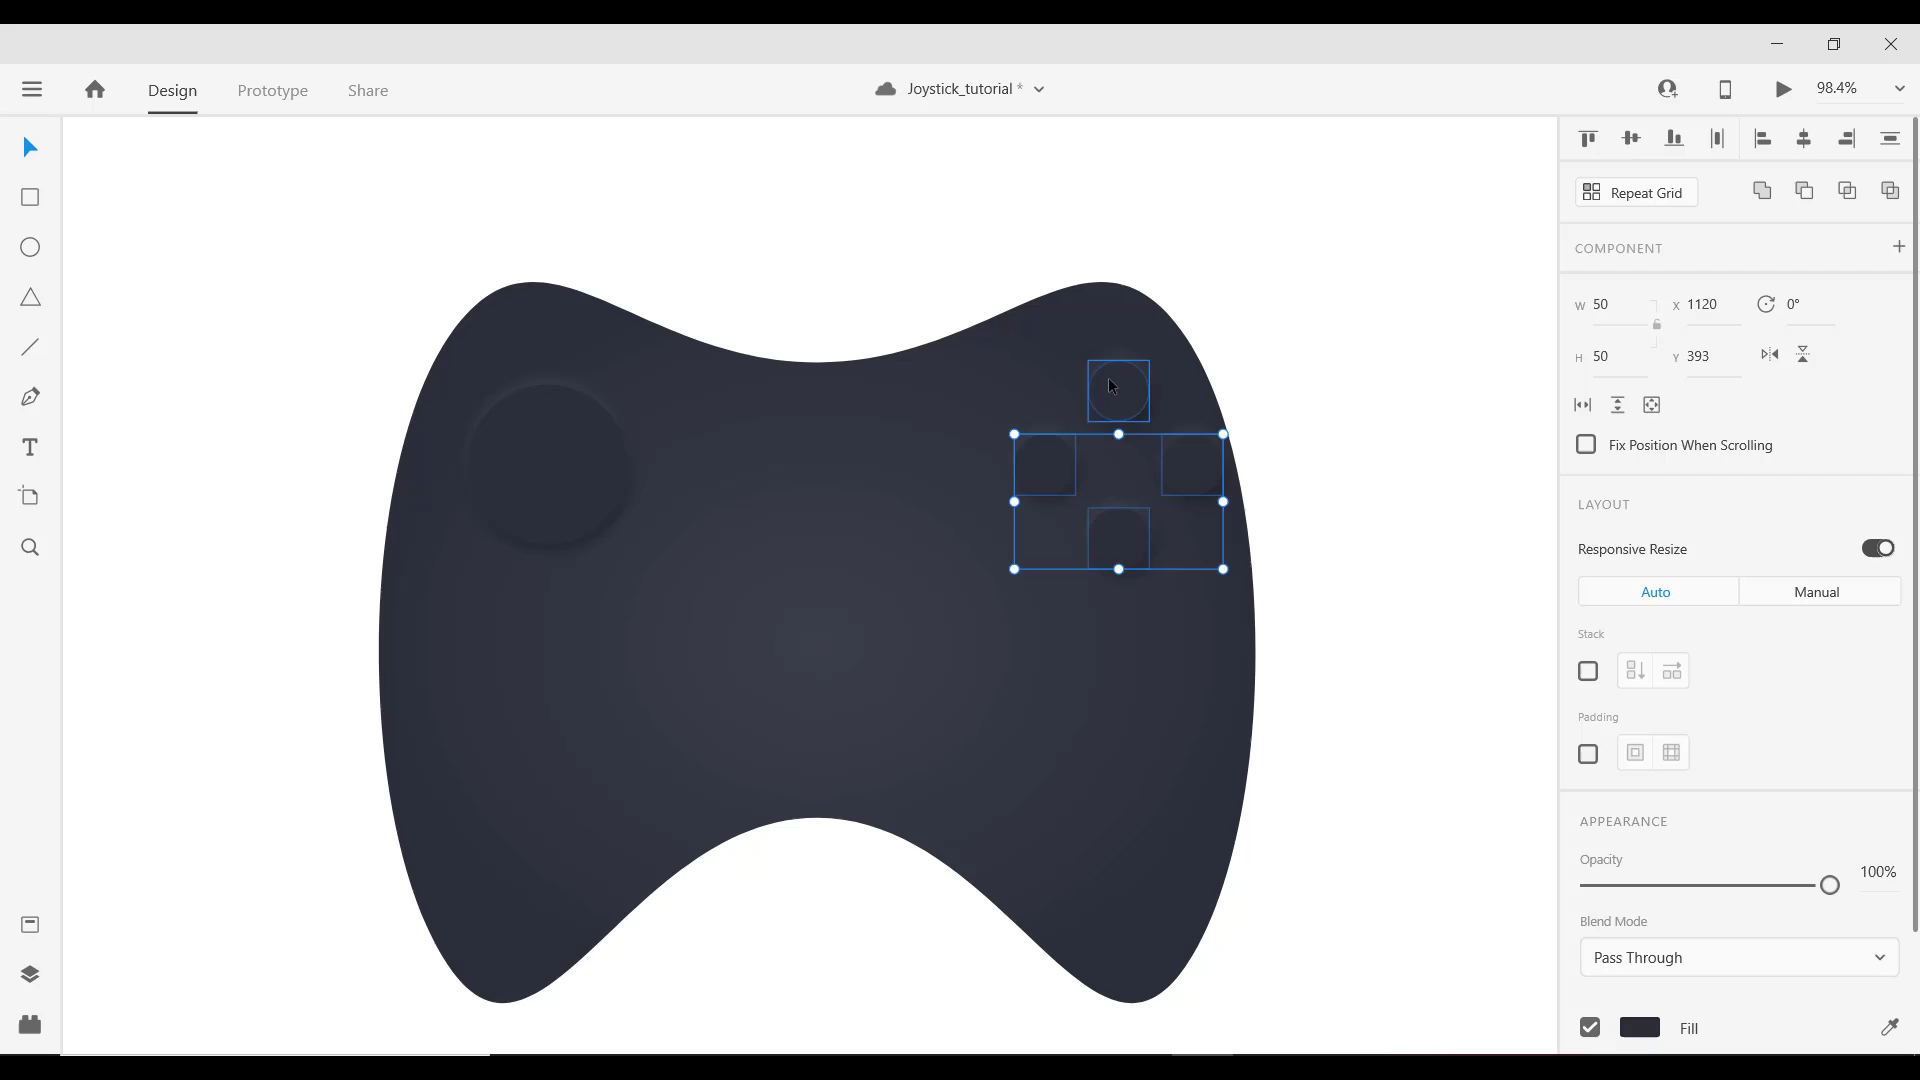 Design Prototype Share
Joystick_tutorial *
98.4%
Repeat Grid
COMPONENT
W 50 X 1120 0°
H 50 Y 393
Fix Position When Scrolling
LAYOUT
Responsive Resize
Auto Manual
Stack
Padding
APPEARANCE
Opacity
100%
Blend Mode
Pass Through
Fill